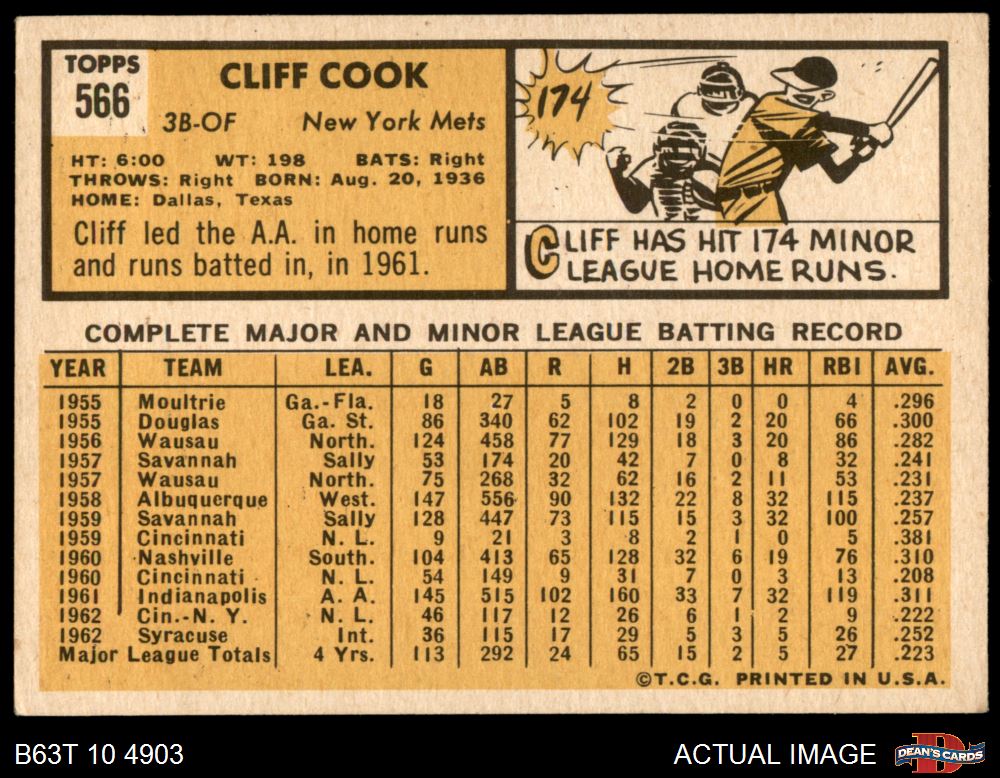 TOPPS
566
CLIFF COOK
3B-OF New York Mets
HT: 6:00 WT: 198 BATS: Right
THROWS: Right BORN: Aug. 20, 1936
HOME: Dallas, Texas
Cliff led the A.A. in home runs
and runs batted in, in 1961.
174
CLIFF HAS HIT 174 MINOR
LEAGUE HOME RUNS.
COMPLETE MAJOR AND MINOR LEAGUE BATTING RECORD
YEAR TEAM LEA. G AB R H 2B 3B HR RBI AVG.
1955 Moultrie Ga.-Fla. 18 27 5 8 2 0 0 4 .296
1955 Douglas Ga. St. 86 340 62 102 19 2 20 66 .300
1956 Wausau North. 124 458 77 129 18 3 20 86 .282
1957 Savannah Sally 53 174 20 42 7 0 8 32 .241
1957 Wausau North. 75 268 32 62 16 2 11 53 .231
1958 Albuquerque West. 147 556 90 132 22 8 32 115 .237
1959 Savannah Sally 128 447 73 115 15 3 32 100 .257
1959 Cincinnati N. L. 9 21 3 8 2 1 0 5 .381
1960 Nashville South. 104 413 65 128 32 6 19 76 .310
1960 Cincinnati N. L. 54 149 9 31 7 0 3 13 .208
1961 Indianapolis A. A. 145 515 102 160 33 7 32 119 .311
1962 Cin.-N. Y. N. L. 46 117 12 26 6 1 2 9 .222
1962 Syracuse Int. 36 115 17 29 5 3 5 26 .252
Major League Totals 4 Yrs. 113 292 24 65 15 2 5 27 .223
©T.C.G. PRINTED IN U.S.A.
B63T 10 4903 ACTUAL IMAGE
DEAN'S CARDS